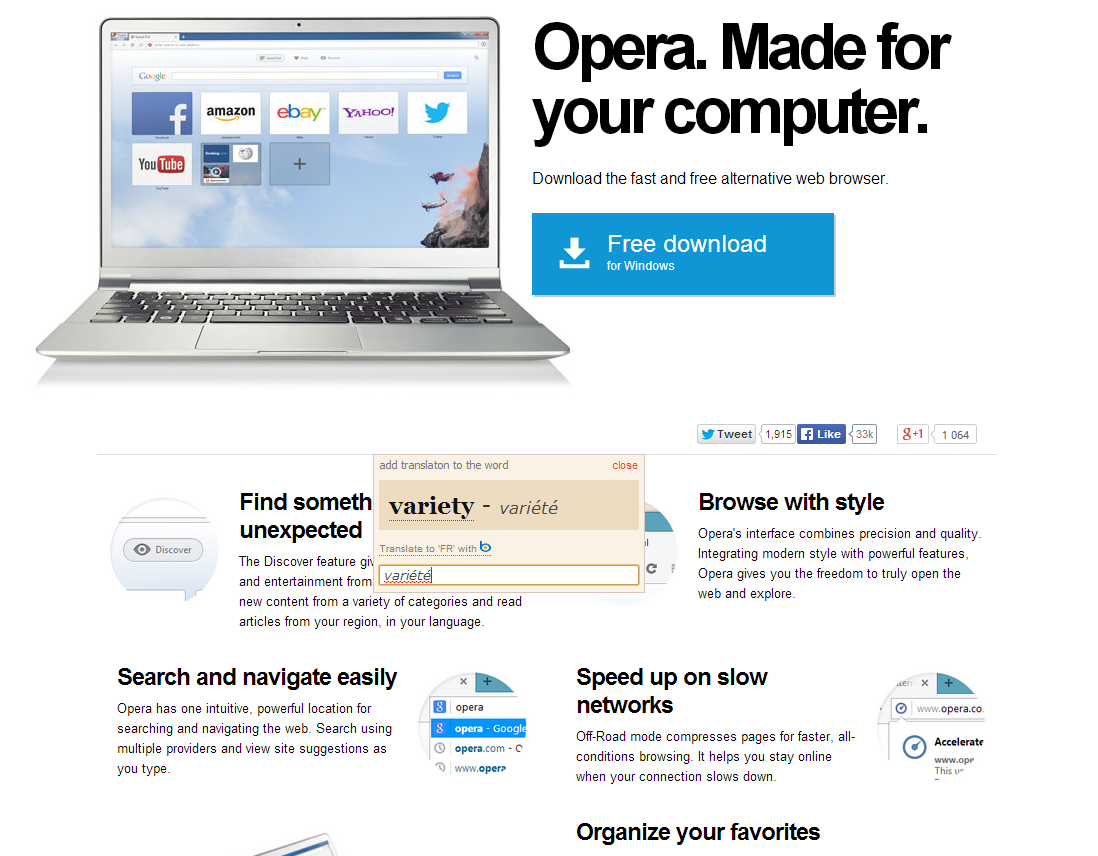 Google
amazon
ebay
YAHOO!
YouTube
Opera. Made for
your computer.
Download the fast and free alternative web browser.
Free download
for Windows
Tweet 1,915 Like 33k +1 1 064
add translaton to the word close
variety - variété
Translate to 'FR' with
variété
Discover
Find someth
unexpected
The Discover feature giv
and entertainment from
new content from a variety of categories and read
articles from your region, in your language.
Browse with style
Opera's interface combines precision and quality.
Integrating modern style with powerful features,
Opera gives you the freedom to truly open the
web and explore.
Search and navigate easily
Opera has one intuitive, powerful location for
searching and navigating the web. Search using
multiple providers and view site suggestions as
you type.
opera
opera - Google
opera.com - O
www.opera
Speed up on slow
networks
Off-Road mode compresses pages for faster, all-
conditions browsing. It helps you stay online
when your connection slows down.
www.opera.co
Accelerate
www.ope
This
Organize your favorites